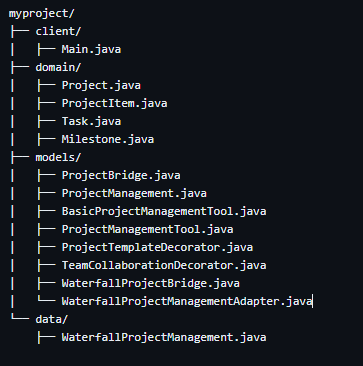 myproject/
├── client/
│   ├── Main.java
├── domain/
│   ├── Project.java
│   ├── ProjectItem.java
│   ├── Task.java
│   ├── Milestone.java
├── models/
│   ├── ProjectBridge.java
│   ├── ProjectManagement.java
│   ├── BasicProjectManagementTool.java
│   ├── ProjectManagementTool.java
│   ├── ProjectTemplateDecorator.java
│   ├── TeamCollaborationDecorator.java
│   ├── WaterfallProjectBridge.java
│   └── WaterfallProjectManagementAdapter.java
└── data/
    ├── WaterfallProjectManagement.java